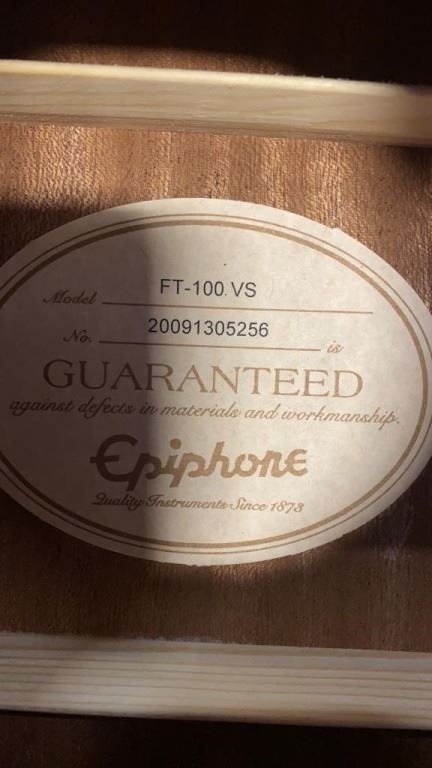 Model FT-100 VS
No. 20091305256 is
GUARANTEED
against defects in materials and workmanship.
Epiphone
Quality Instruments Since 1873